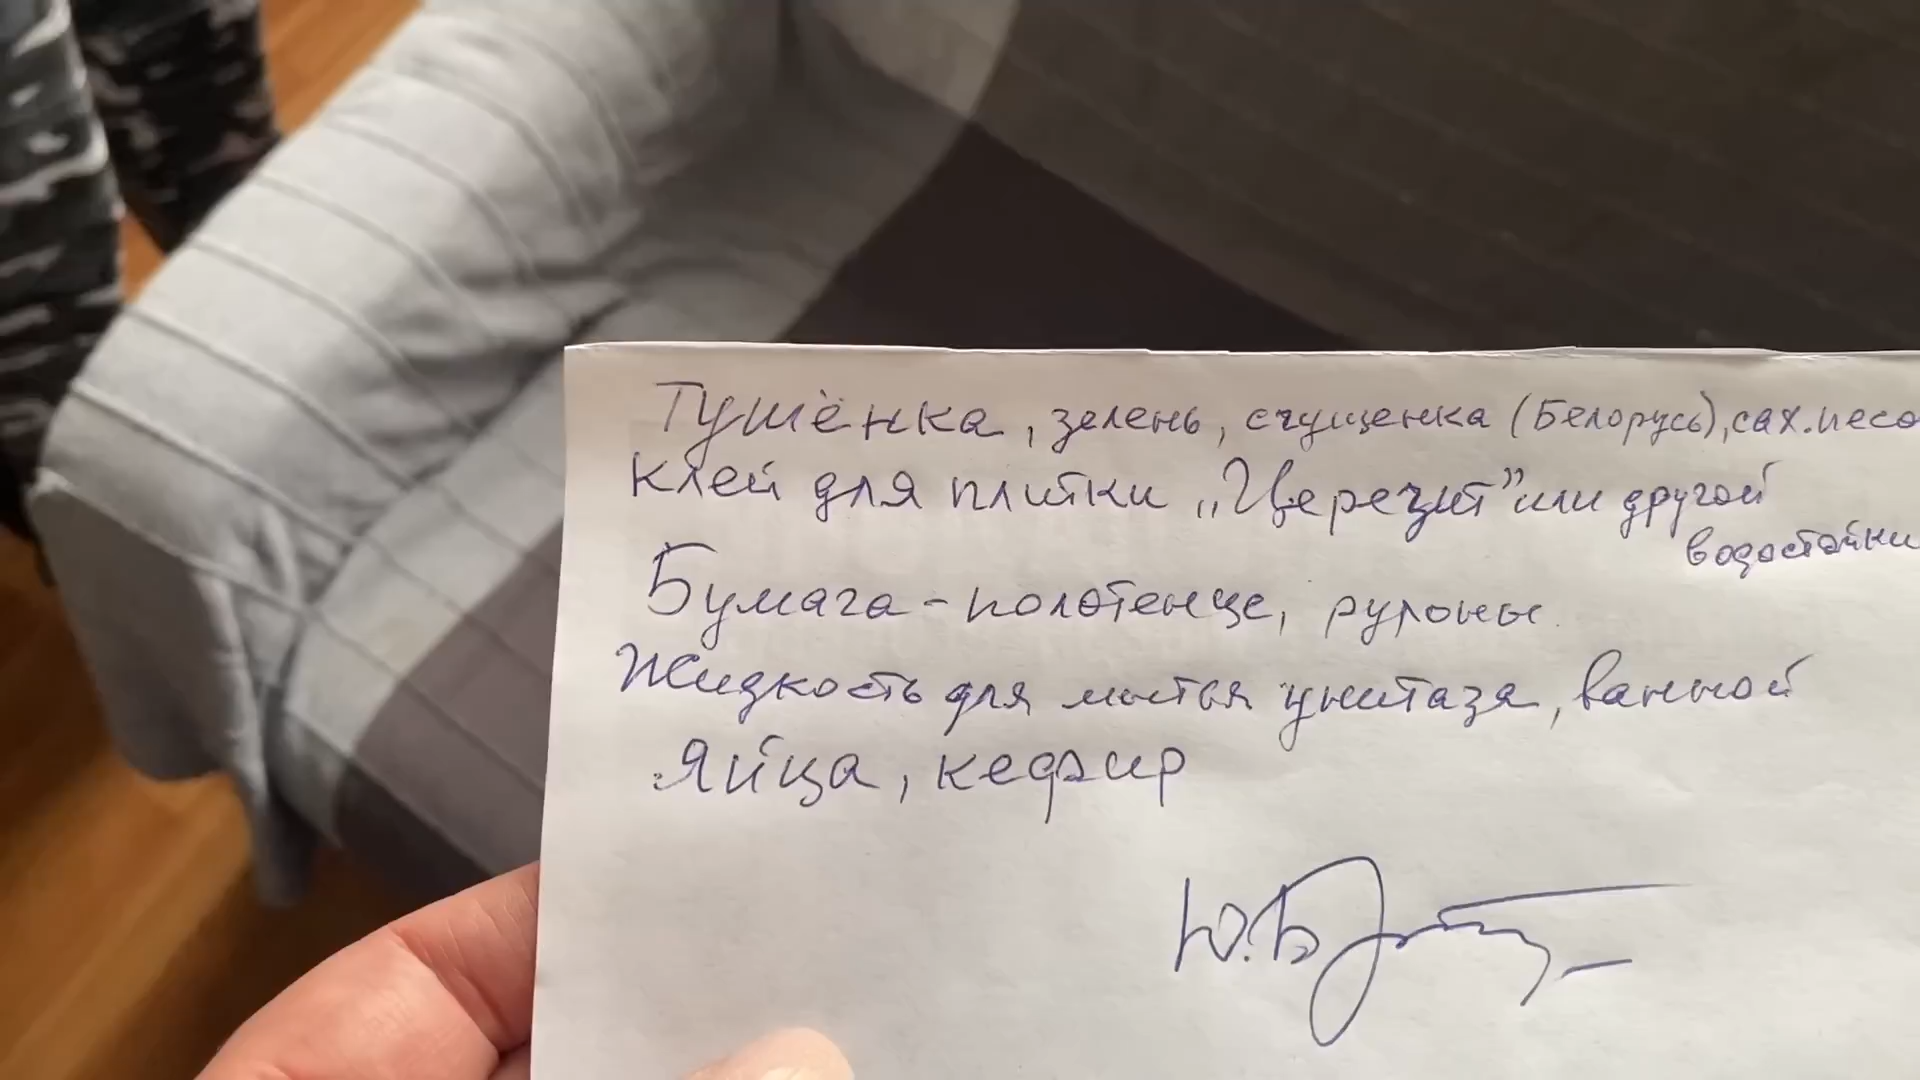 Тушёнка, зелень, сгущенка (Белорусь), сах. песо
Клей для плитки „Церезит” или другой
водостойки
Бумага-полотенце, рулоны.
Жидкость для мытья унитаза, ванной
Яйца, кефир
Ю.Б